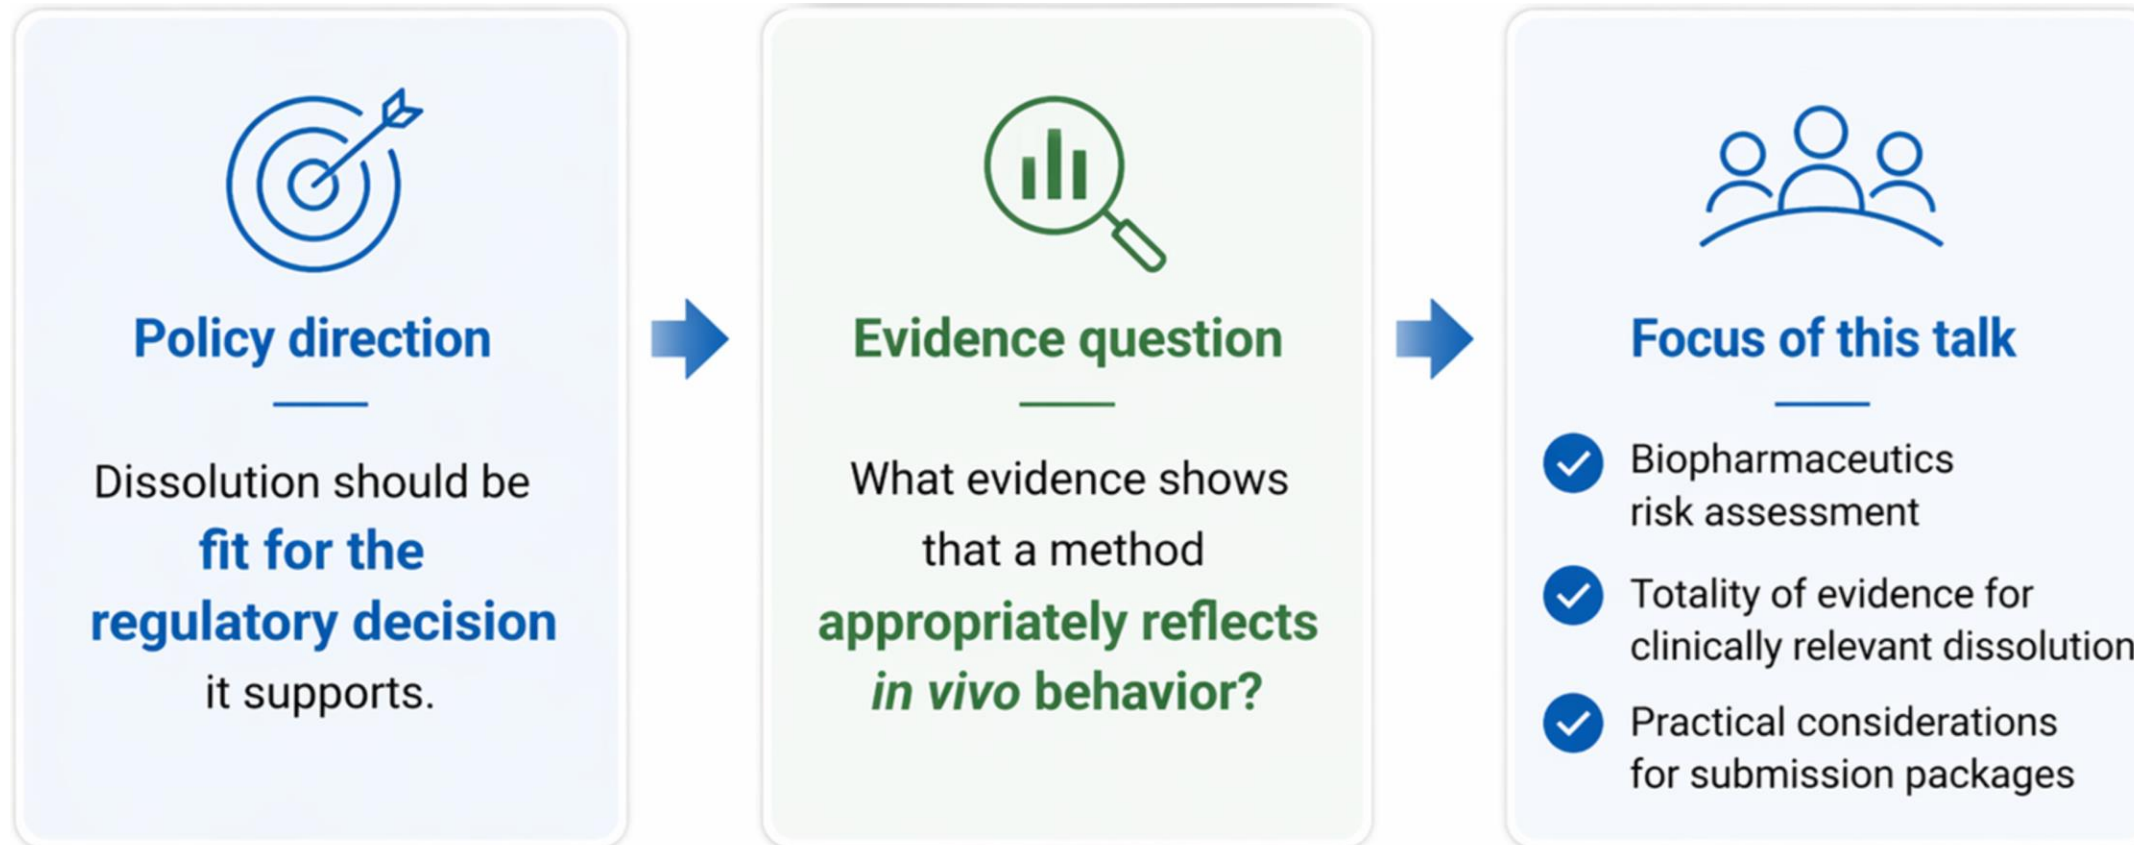 Policy direction
Dissolution should be
fit for the
regulatory decision
it supports.
Evidence question
What evidence shows
that a method
appropriately reflects
in vivo behavior?
Focus of this talk
Biopharmaceutics
risk assessment
Totality of evidence for
clinically relevant dissolution
Practical considerations
for submission packages